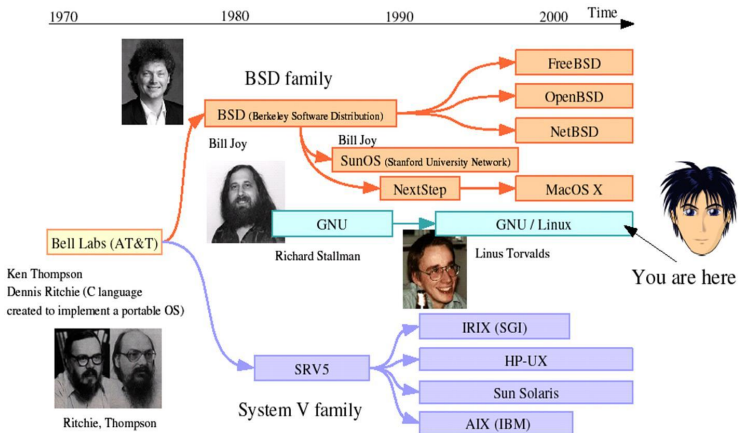 1970 1980 1990 2000 Time
BSD family
FreeBSD
BSD (Berkeley Software Distribution)
OpenBSD
NetBSD
Bill Joy
Bill Joy
SunOS (Stanford University Network)
NextStep
MacOS X
GNU
GNU / Linux
Bell Labs (AT&T)
Richard Stallman
Linus Torvalds
You are here
Ken Thompson
Dennis Ritchie (C language
created to implement a portable OS)
IRIX (SGI)
SRV5
HP-UX
Sun Solaris
System V family
AIX (IBM)
Ritchie, Thompson